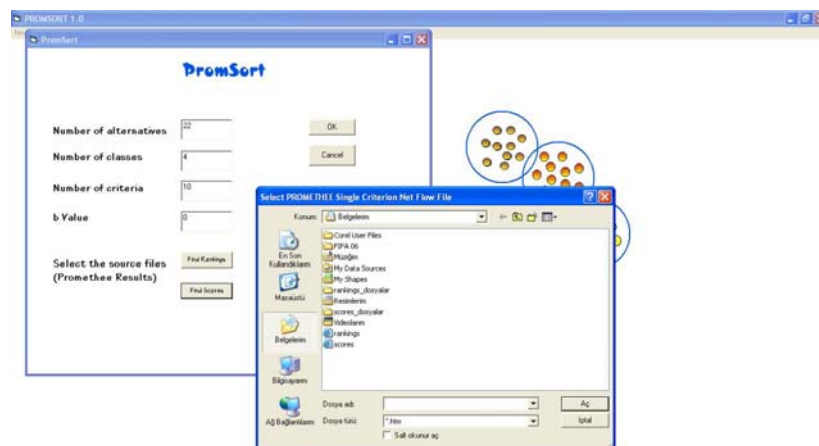 PROMSORT 1.0
PromSort
PromSort
Number of alternatives
22
OK
Number of classes
4
Cancel
Number of criteria
10
b Value
0
Select the source files
(Promethee Results)
Find Rankings
Find Scores
Select PROMETHEE Single Criterion Net Flow File
Konum:
Belgelerim
En Son
Kullandıklarım
Masaüstü
Belgelerim
Bilgisayarım
Ağ Bağlantılarım
Corel User Files
FIFA 06
Müziğim
My Data Sources
My Shapes
rankings_dosyalar
Resimlerim
scores_dosyalar
Videolarım
rankings
scores
Dosya adı:
Aç
Dosya türü:
*.htm
İptal
Salt okunur aç